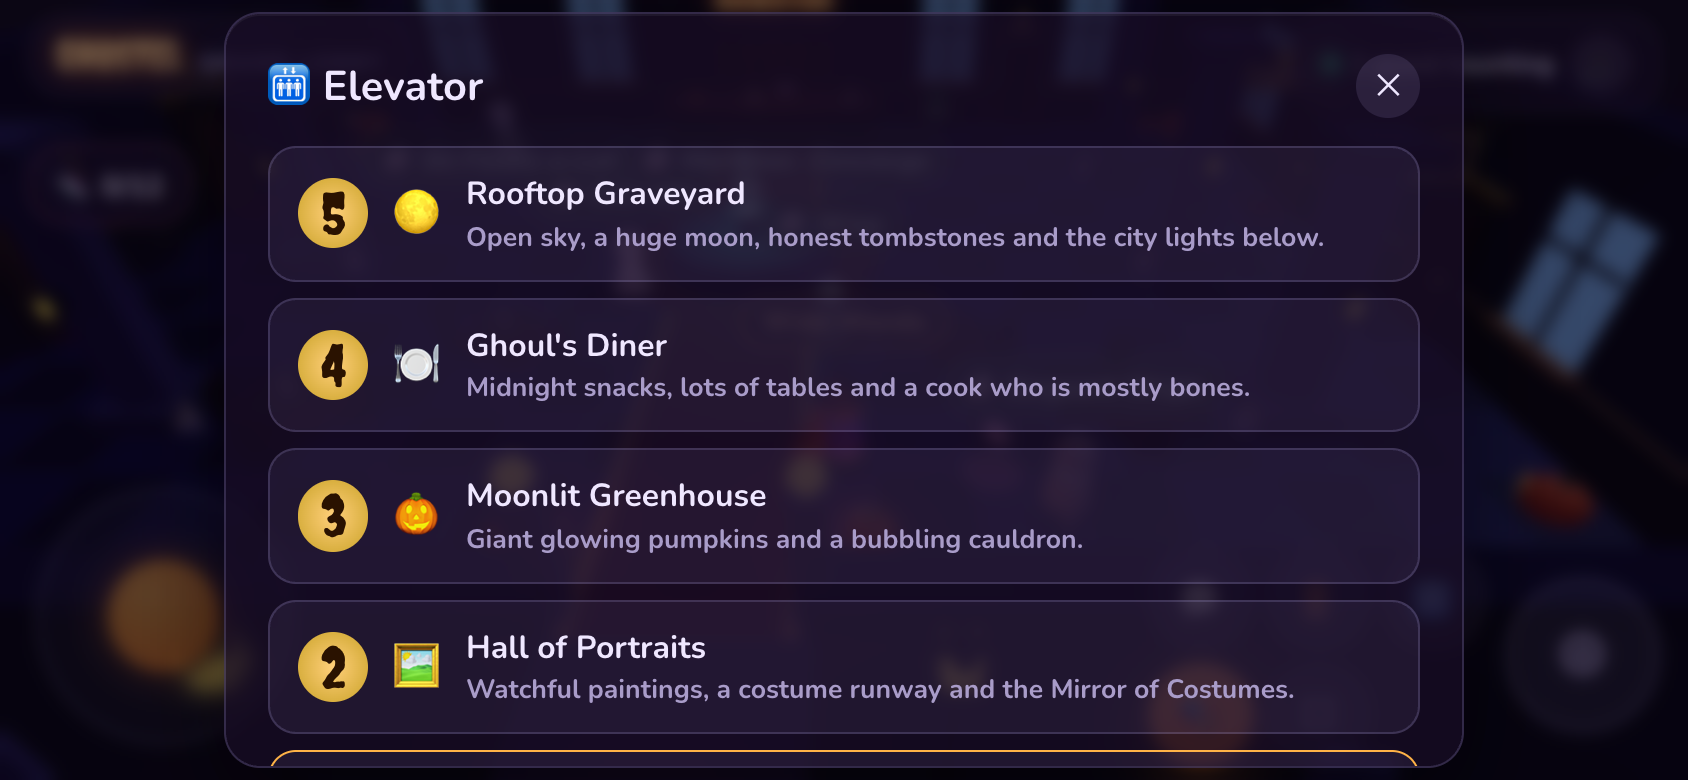 Elevator
5
Rooftop Graveyard
Open sky, a huge moon, honest tombstones and the city lights below.
4
Ghoul's Diner
Midnight snacks, lots of tables and a cook who is mostly bones.
3
Moonlit Greenhouse
Giant glowing pumpkins and a bubbling cauldron.
2
Hall of Portraits
Watchful paintings, a costume runway and the Mirror of Costumes.